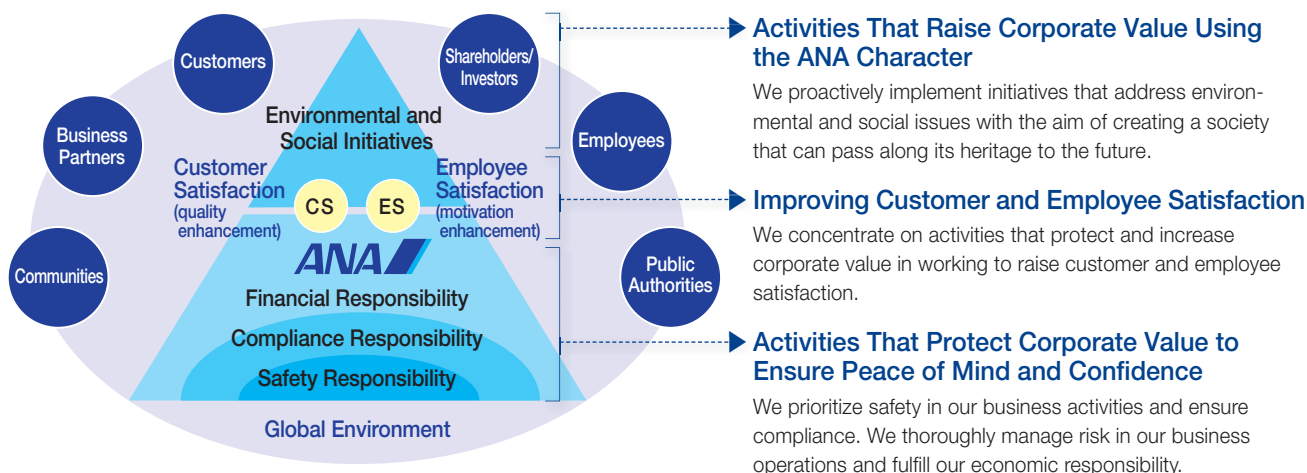 Customers
Shareholders/
Investors
Business
Partners
Employees
Communities
Public
Authorities
Environmental and
Social Initiatives
Customer
Satisfaction
(quality
enhancement)
CS
ES
Employee
Satisfaction
(motivation
enhancement)
ANA
Financial Responsibility
Compliance Responsibility
Safety Responsibility
Global Environment
Activities That Raise Corporate Value Using
the ANA Character
We proactively implement initiatives that address environ-
mental and social issues with the aim of creating a society
that can pass along its heritage to the future.
Improving Customer and Employee Satisfaction
We concentrate on activities that protect and increase
corporate value in working to raise customer and employee
satisfaction.
Activities That Protect Corporate Value to
Ensure Peace of Mind and Confidence
We prioritize safety in our business activities and ensure
compliance. We thoroughly manage risk in our business
operations and fulfill our economic responsibility.